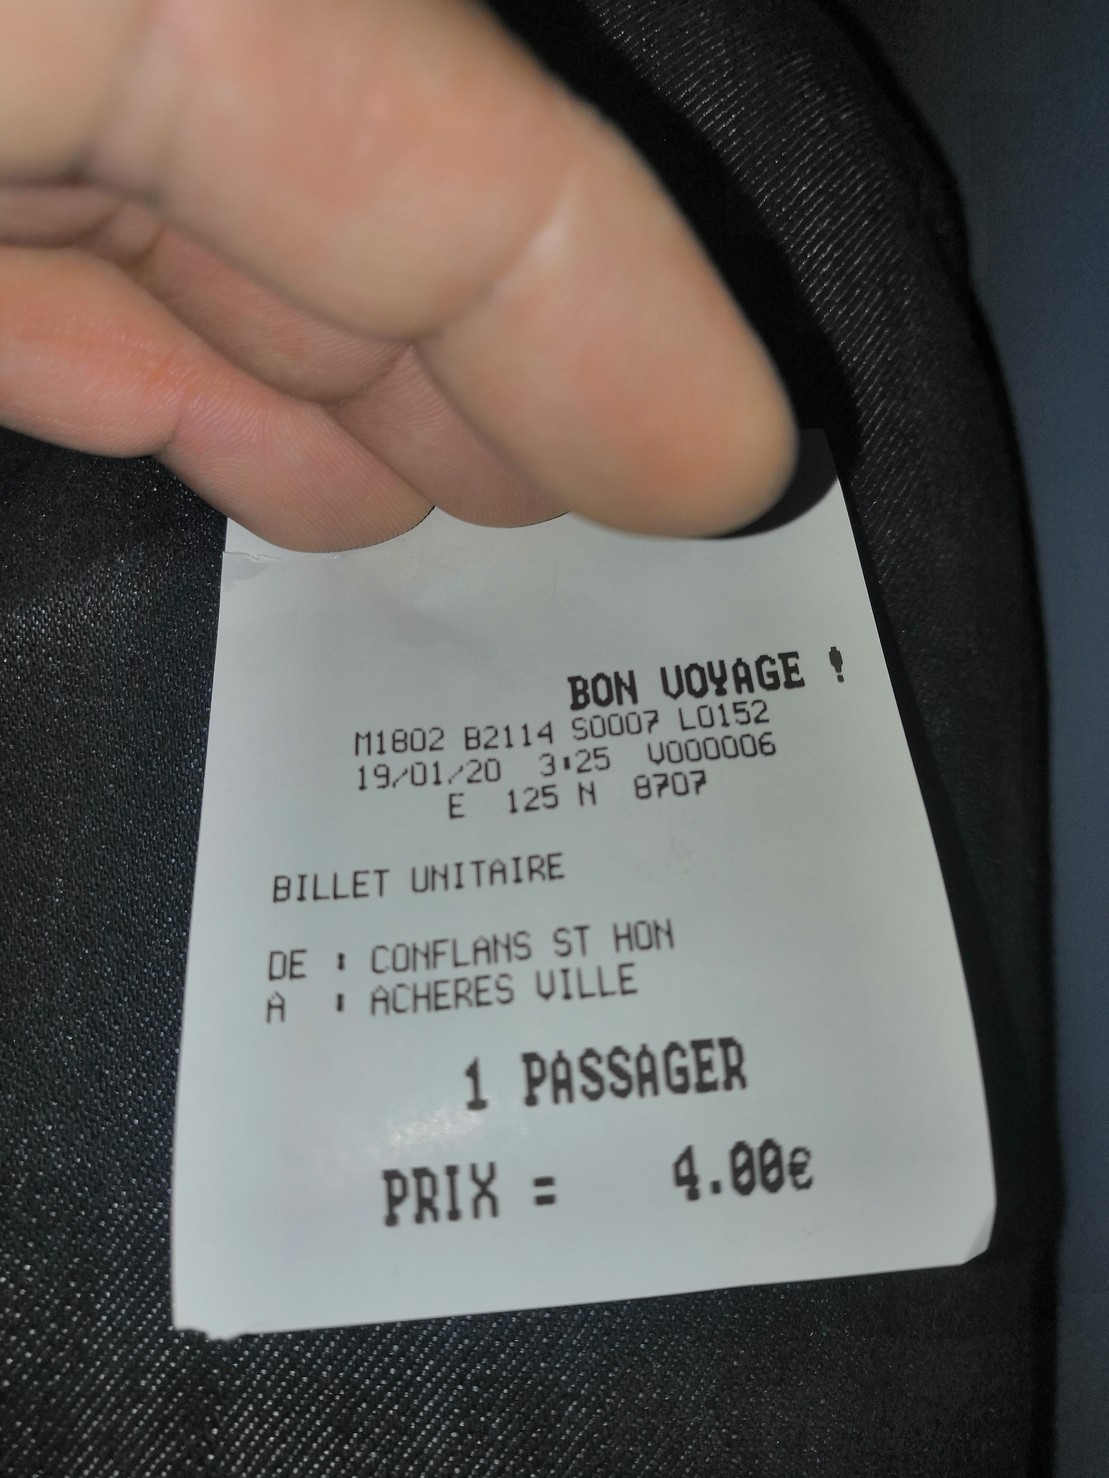 BON VOYAGE !
M1802 B2114 S0007 L0152
19/01/20 3:25 V000006
E 125 N 8707
BILLET UNITAIRE
DE : CONFLANS ST HON
A : ACHERES VILLE
1 PASSAGER
PRIX = 4.00€